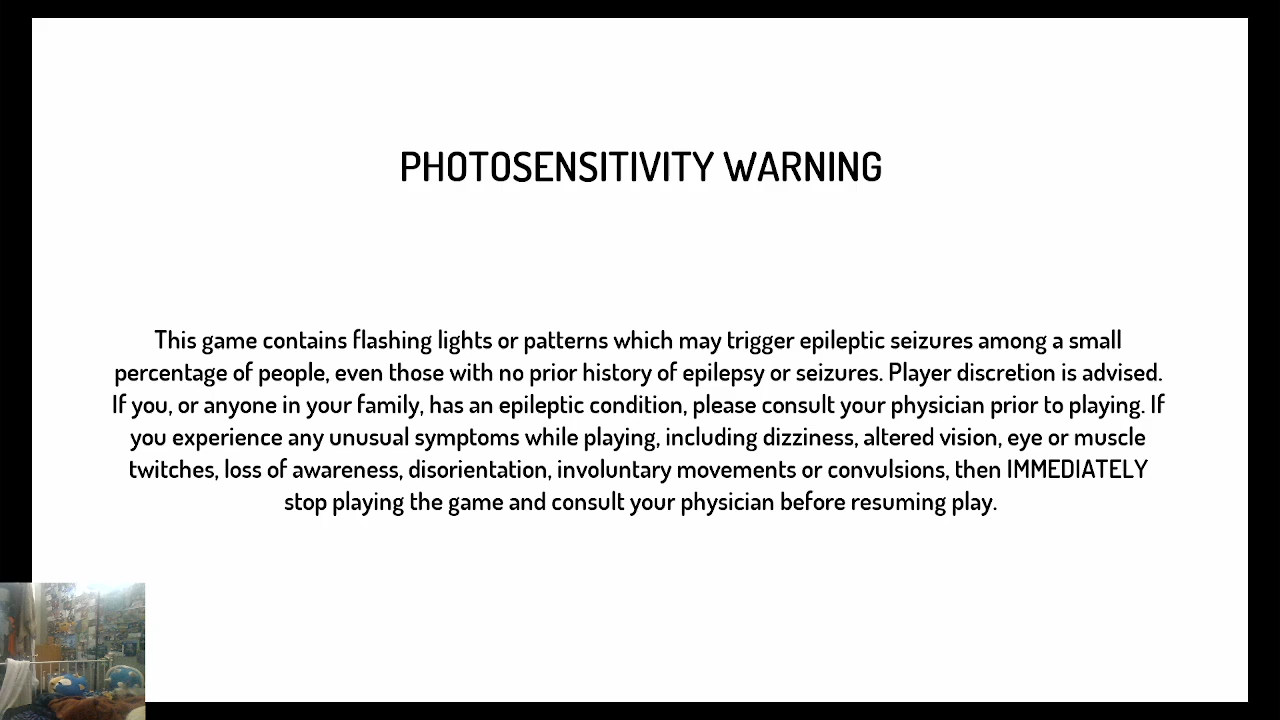 PHOTOSENSITIVITY WARNING
This game contains flashing lights or patterns which may trigger epileptic seizures among a small
percentage of people, even those with no prior history of epilepsy or seizures. Player discretion is advised.
If you, or anyone in your family, has an epileptic condition, please consult your physician prior to playing. If
you experience any unusual symptoms while playing, including dizziness, altered vision, eye or muscle
twitches, loss of awareness, disorientation, involuntary movements or convulsions, then IMMEDIATELY
stop playing the game and consult your physician before resuming play.